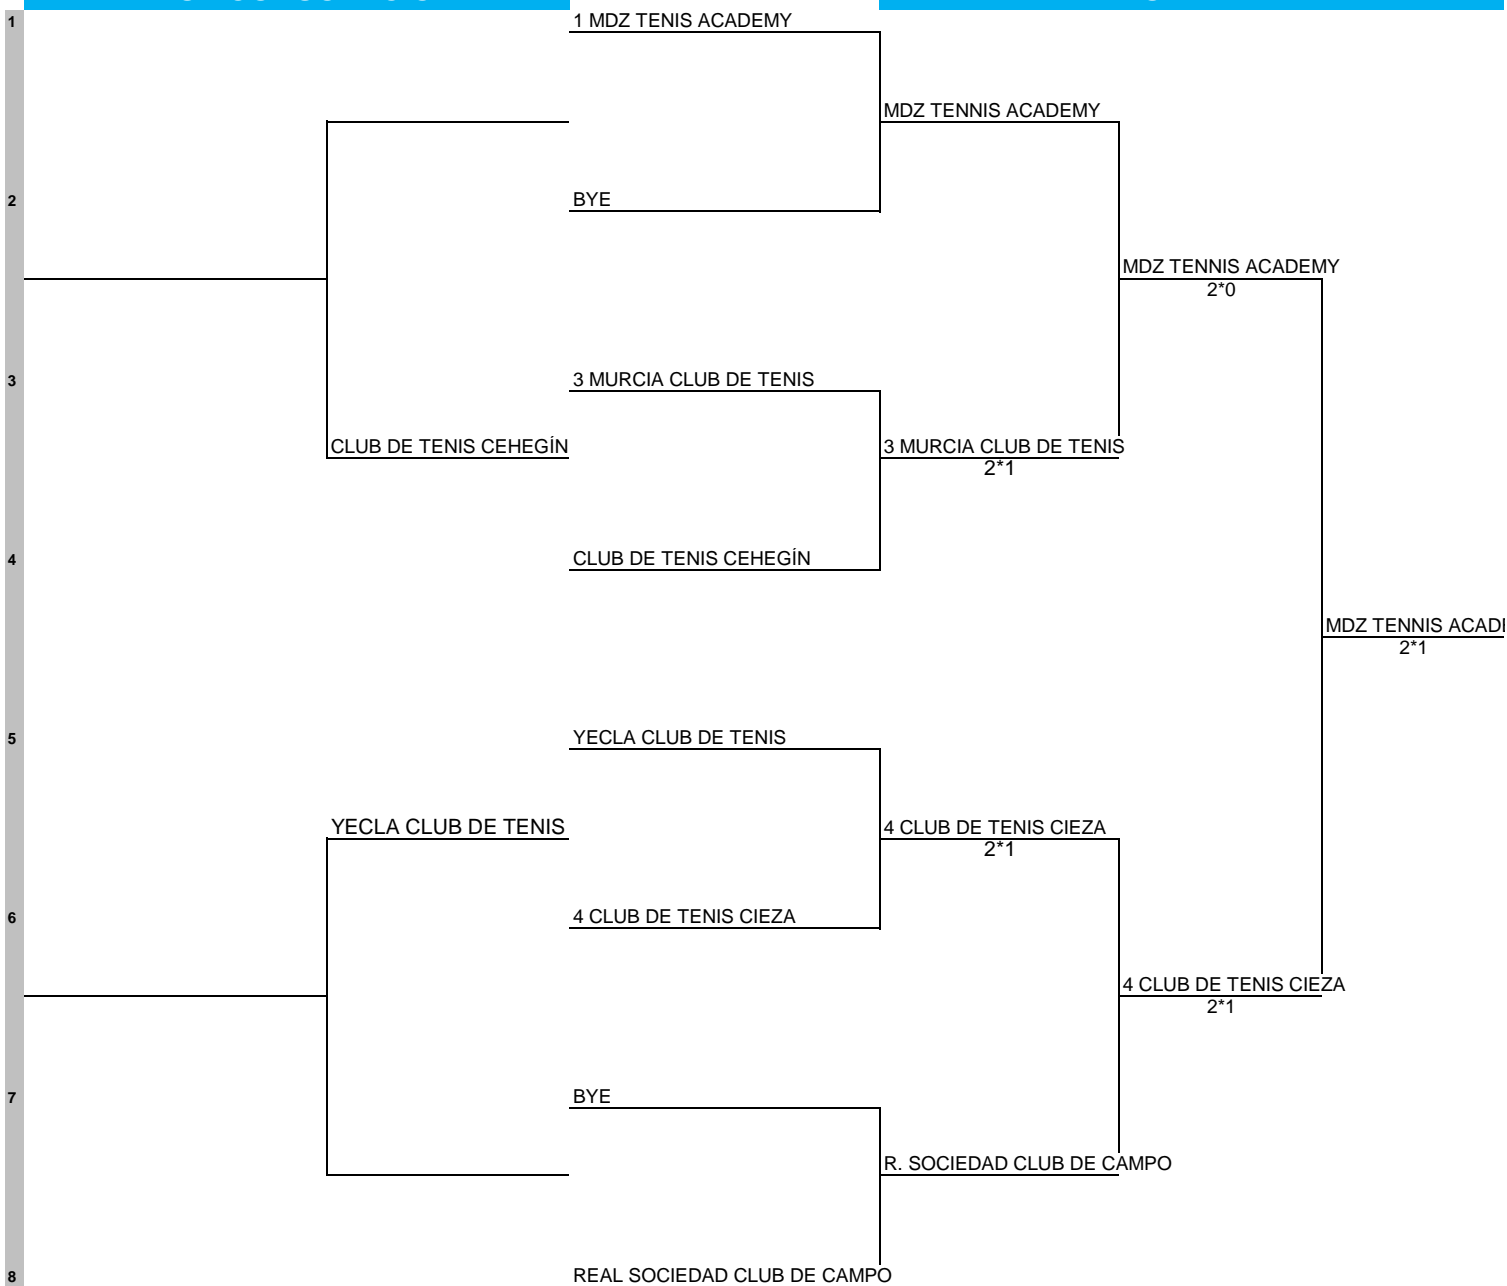 1
1 MDZ TENIS ACADEMY
MDZ TENNIS ACADEMY
2
BYE
MDZ TENNIS ACADEMY
2*0
3
3 MURCIA CLUB DE TENIS
CLUB DE TENIS CEHEGÍN
3 MURCIA CLUB DE TENIS
2*1
4
CLUB DE TENIS CEHEGÍN
MDZ TENNIS ACADE
2*1
5
YECLA CLUB DE TENIS
YECLA CLUB DE TENIS
4 CLUB DE TENIS CIEZA
2*1
6
4 CLUB DE TENIS CIEZA
4 CLUB DE TENIS CIEZA
2*1
7
BYE
R. SOCIEDAD CLUB DE CAMPO
8
REAL SOCIEDAD CLUB DE CAMPO